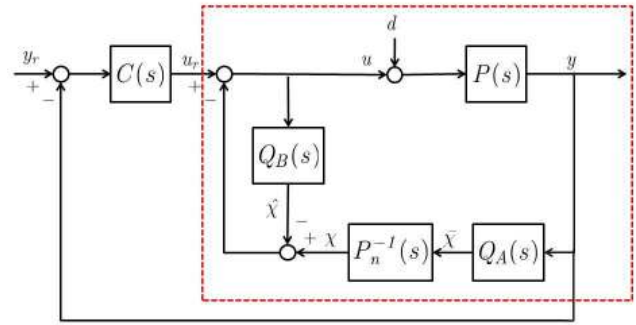 d
y_r u_r u y
C(s) P(s)
+ − + −
Q_B(s)
χ̂ −
+ χ P_n^{-1}(s) χ̄ Q_A(s)